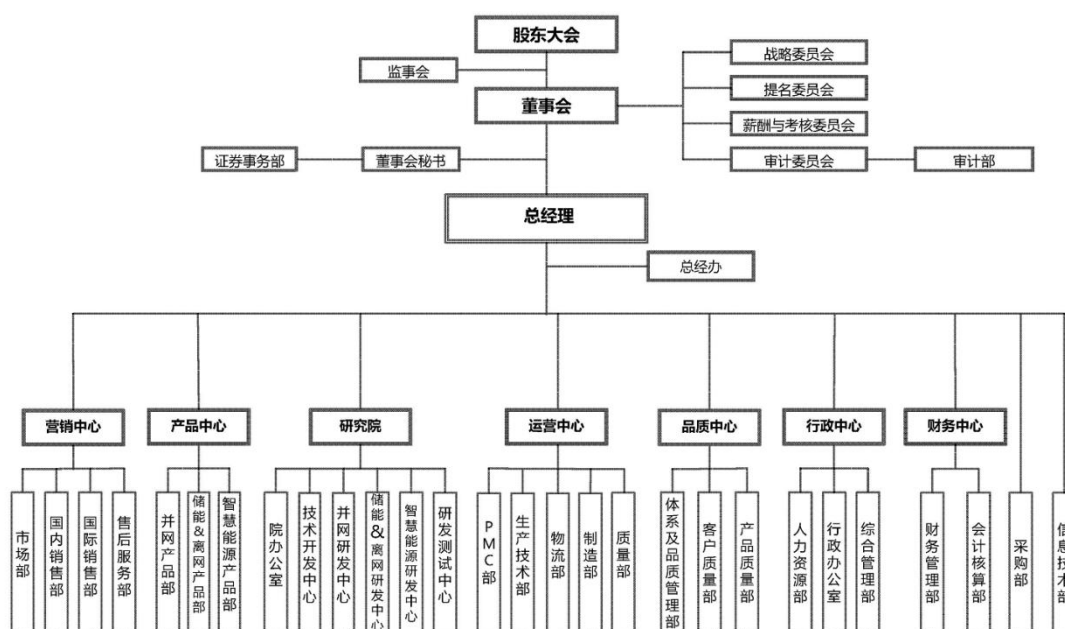 股东大会
监事会
战略委员会
董事会
提名委员会
薪酬与考核委员会
证券事务部
董事会秘书
审计委员会
审计部
总经理
总经办
营销中心
产品中心
研究院
运营中心
品质中心
行政中心
财务中心
市场部
国内销售部
国际销售部
售后服务部
并网产品部
储能&离网产品部
智慧能源产品部
院办公室
技术开发中心
并网研发中心
储能&离网研发中心
智慧能源研发中心
研发测试中心
PMC部
生产技术部
物流部
制造部
质量部
体系及品质管理部
客户质量部
产品质量部
人力资源部
行政办公室
综合管理部
财务管理部
会计核算部
采购部
信息技术部